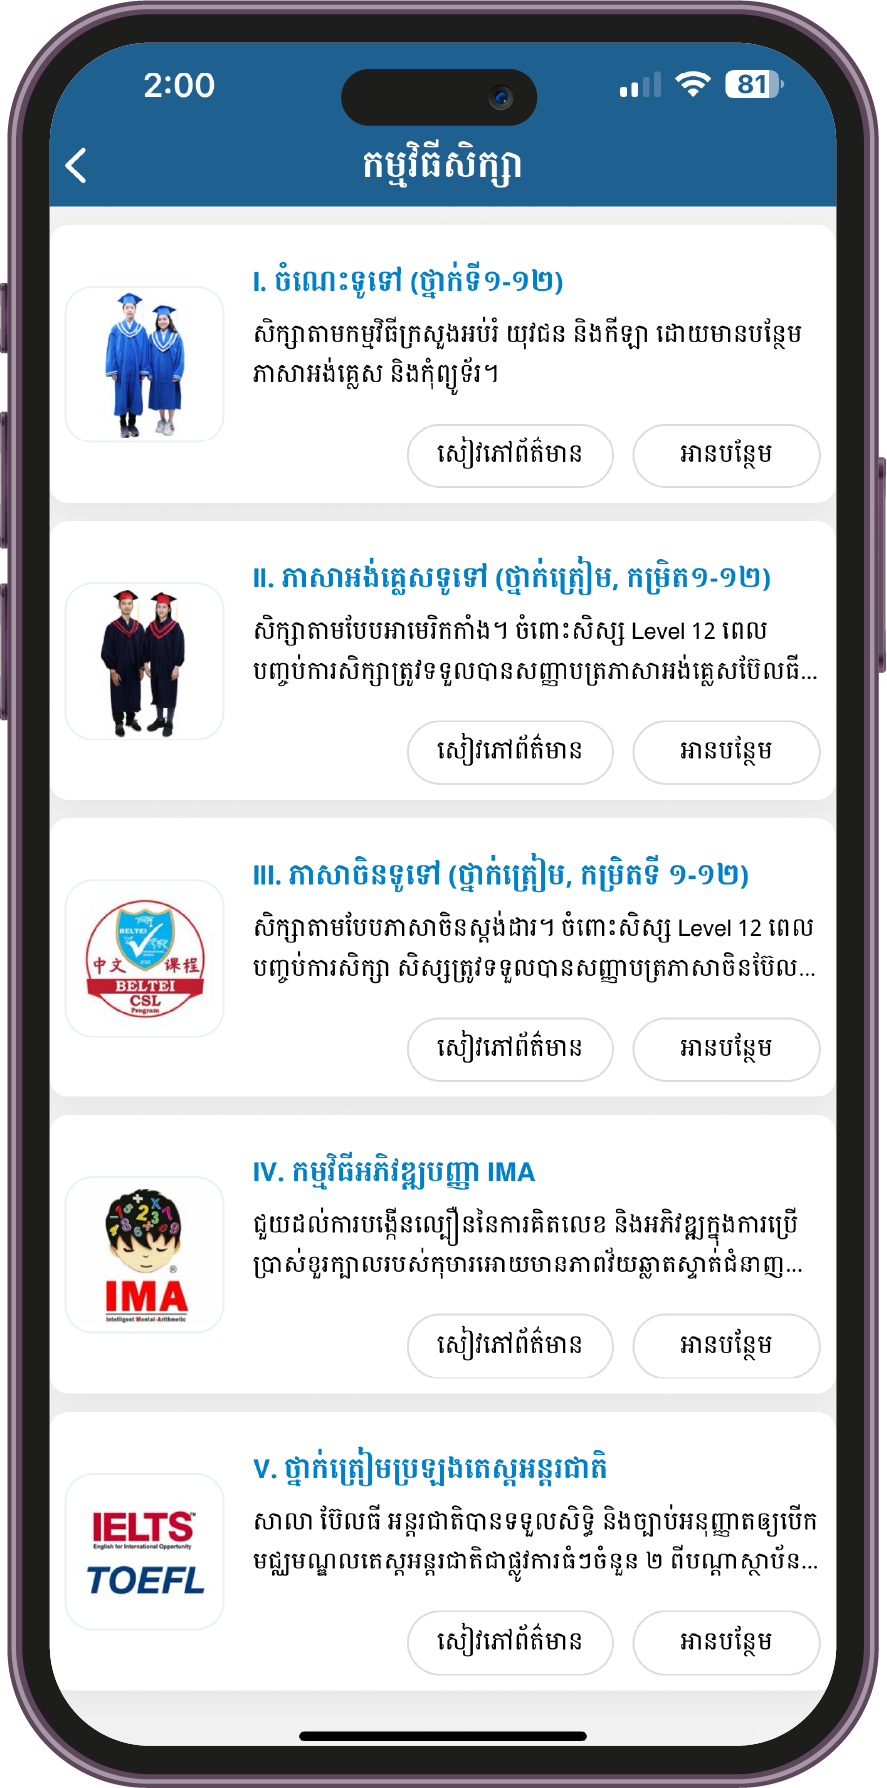 2:00
81
កម្មវិធីសិក្សា
I. ចំណេះទូទៅ (ថ្នាក់ទី១-១២)
សិក្សាតាមកម្មវិធីក្រសួងអប់រំ យុវជន និងកីឡា ដោយមានបន្ថែម
ភាសាអង់គ្លេស និងកុំព្យូទ័រ។
សៀវភៅព័ត៌មាន
អានបន្ថែម
II. ភាសាអង់គ្លេសទូទៅ (ថ្នាក់ត្រៀម, កម្រិត១-១២)
សិក្សាតាមបែបអាមេរិកកាំង។ ចំពោះសិស្ស Level 12 ពេល
បញ្ចប់ការសិក្សាត្រូវទទួលបានសញ្ញាបត្រភាសាអង់គ្លេសប៊ែលធី...
សៀវភៅព័ត៌មាន
អានបន្ថែម
III. ភាសាចិនទូទៅ (ថ្នាក់ត្រៀម, កម្រិតទី ១-១២)
សិក្សាតាមបែបភាសាចិនស្តង់ដារ។ ចំពោះសិស្ស Level 12 ពេល
បញ្ចប់ការសិក្សា សិស្សត្រូវទទួលបានសញ្ញាបត្រភាសាចិនប៊ែល...
BELTEI
中文 课程
BELTEI
CSL
Program
សៀវភៅព័ត៌មាន
អានបន្ថែម
IV. កម្មវិធីអភិវឌ្ឍបញ្ញា IMA
ជួយដល់ការបង្កើនល្បឿននៃការគិតលេខ និងអភិវឌ្ឍក្នុងការប្រើ
ប្រាស់ខួរក្បាលរបស់កុមារអោយមានភាពវ័យឆ្លាតស្ទាត់ជំនាញ...
IMA
Intelligent Mental-Arithmetic
សៀវភៅព័ត៌មាន
អានបន្ថែម
V. ថ្នាក់ត្រៀមប្រឡងតេស្តអន្តរជាតិ
សាលា ប៊ែលធី អន្តរជាតិបានទទួលសិទ្ធិ និងច្បាប់អនុញ្ញាតឲ្យបើក
មជ្ឈមណ្ឌលតេស្តអន្តរជាតិជាផ្លូវការធំៗចំនួន ២ ពីបណ្តាស្ថាប័ន...
IELTS™
English for International Opportunity
TOEFL
សៀវភៅព័ត៌មាន
អានបន្ថែម